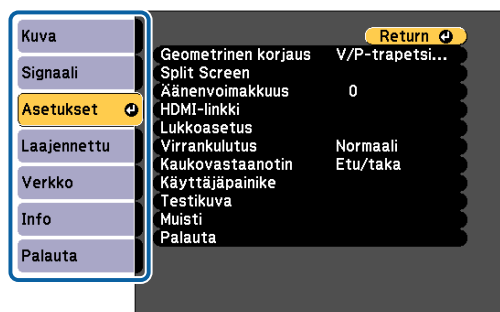 Kuva
Signaali
Asetukset
Laajennettu
Verkko
Info
Palauta
Return
Geometrinen korjaus V/P-trapetsi...
Split Screen
Äänenvoimakkuus 0
HDMI-linkki
Lukkoasetus
Virrankulutus Normaali
Kaukovastaanotin Etu/taka
Käyttäjäpainike
Testikuva
Muisti
Palauta